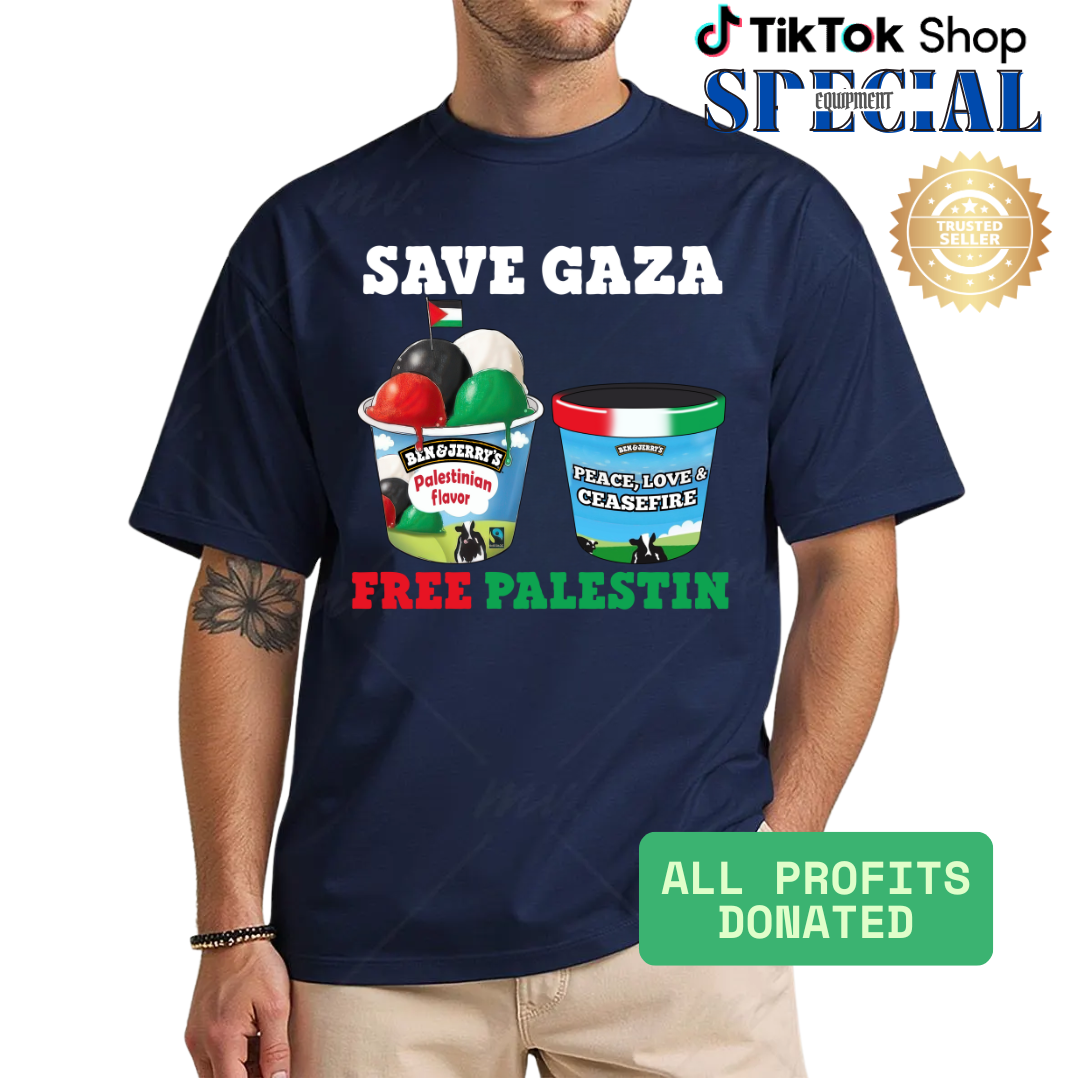 TikTok Shop
SPECIAL
EQUIPMENT
TRUSTED
SELLER
SAVE GAZA
BEN&JERRY'S
Palestinian
flavor
BEN&JERRY'S
PEACE, LOVE &
CEASEFIRE
FREE PALESTIN
ALL PROFITS
DONATED